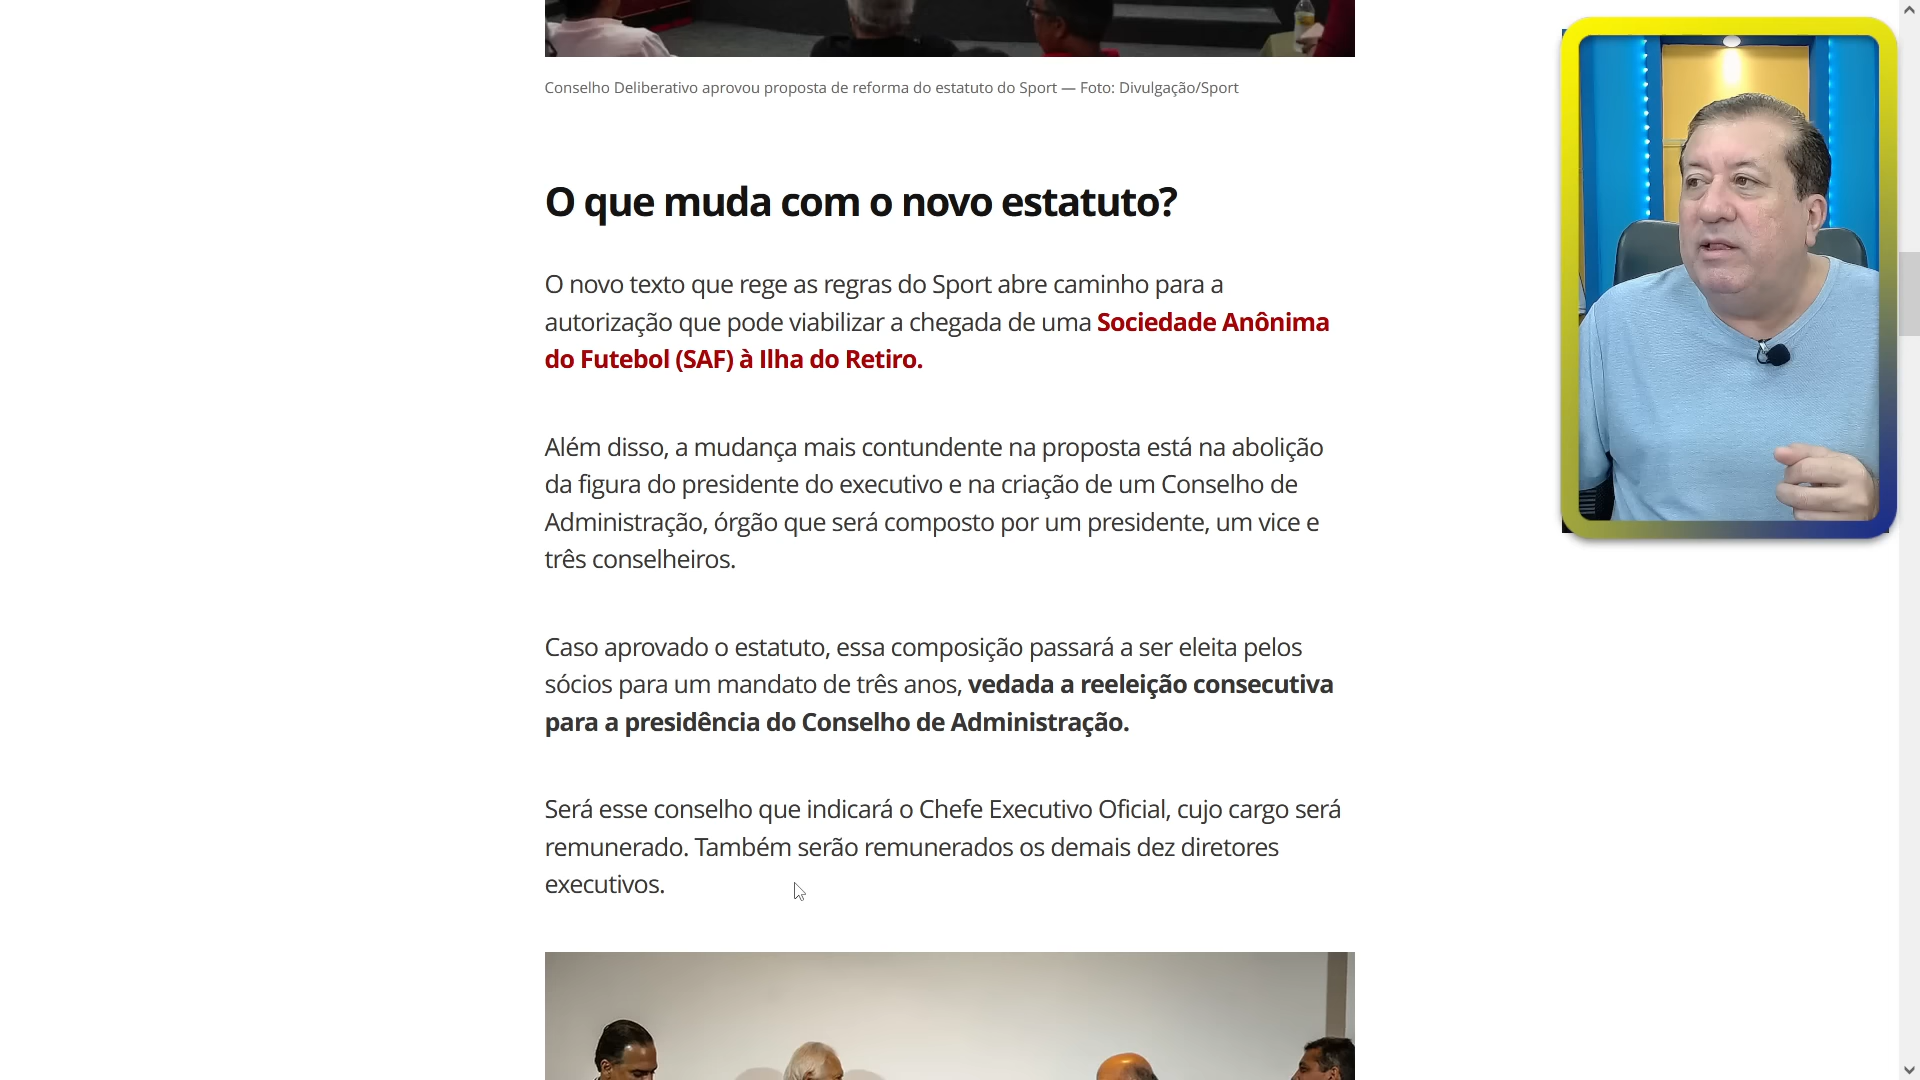 Conselho Deliberativo aprovou proposta de reforma do estatuto do Sport — Foto: Divulgação/Sport
O que muda com o novo estatuto?
O novo texto que rege as regras do Sport abre caminho para a
autorização que pode viabilizar a chegada de uma Sociedade Anônima
do Futebol (SAF) à Ilha do Retiro.
Além disso, a mudança mais contundente na proposta está na abolição
da figura do presidente do executivo e na criação de um Conselho de
Administração, órgão que será composto por um presidente, um vice e
três conselheiros.
Caso aprovado o estatuto, essa composição passará a ser eleita pelos
sócios para um mandato de três anos, vedada a reeleição consecutiva
para a presidência do Conselho de Administração.
Será esse conselho que indicará o Chefe Executivo Oficial, cujo cargo será
remunerado. Também serão remunerados os demais dez diretores
executivos.